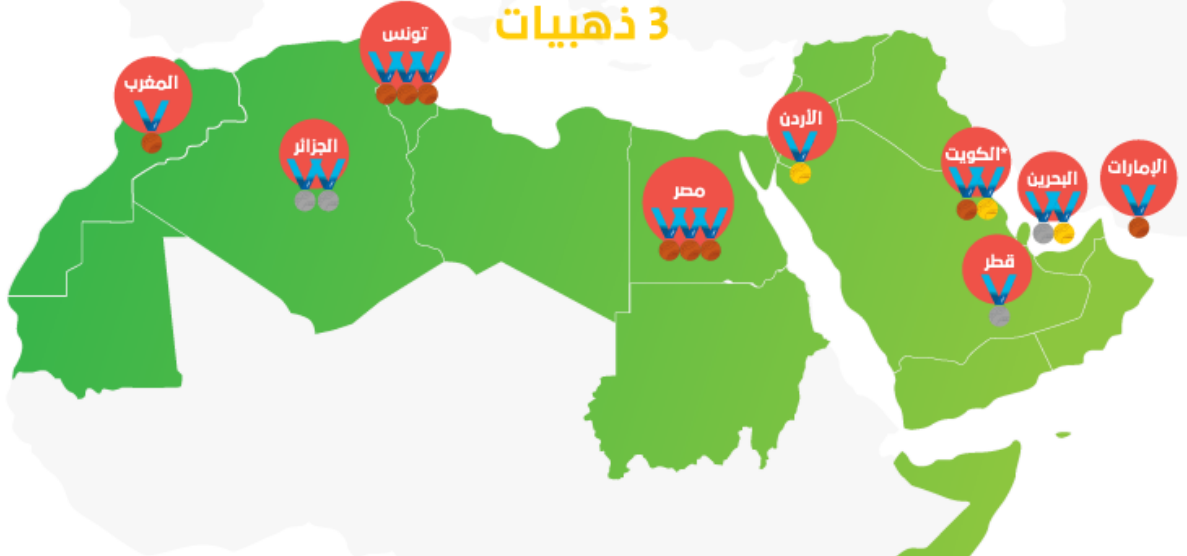 3 ذهبيات
تونس
المغرب
الجزائر
مصر
الأردن
*الكويت
البحرين
الإمارات
قطر